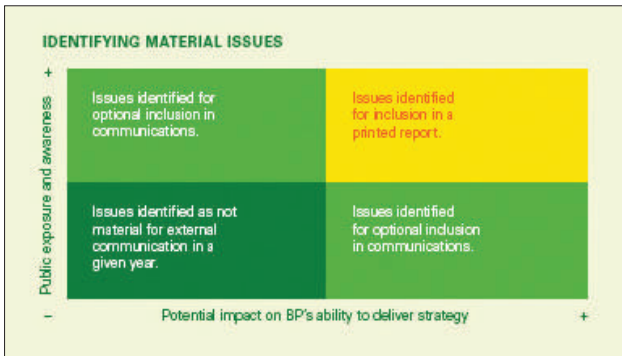 IDENTIFYING MATERIAL ISSUES
+
Public exposure and awareness
Issues identified for
optional inclusion in
communications.
Issues identified
for inclusion in a
printed report.
Issues identified as not
material for external
communication in a
given year.
Issues identified
for optional inclusion
in communications.
–
Potential impact on BP's ability to deliver strategy
+